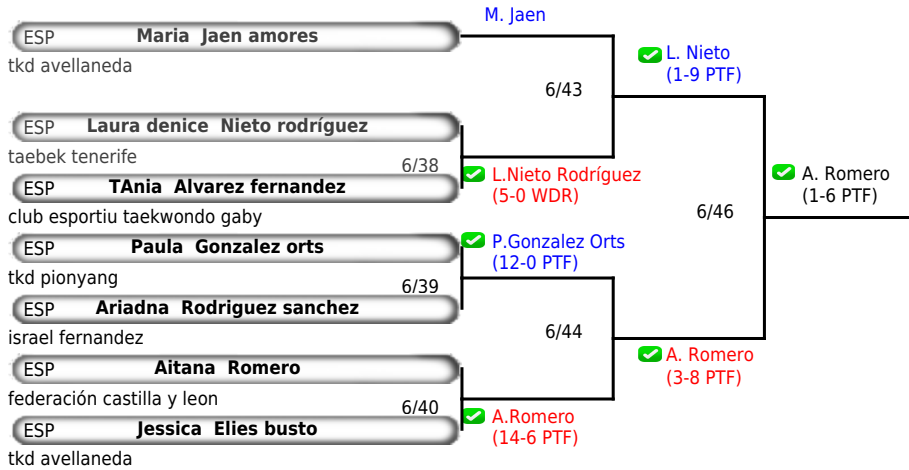 M. Jaen
ESP Maria Jaen amores
tkd avellaneda
L. Nieto
(1-9 PTF)
6/43
ESP Laura denice Nieto rodríguez
taebek tenerife
6/38
L.Nieto Rodríguez
(5-0 WDR)
ESP TAnia Alvarez fernandez
club esportiu taekwondo gaby
A. Romero
(1-6 PTF)
6/46
ESP Paula Gonzalez orts
tkd pionyang
P.Gonzalez Orts
(12-0 PTF)
6/39
ESP Ariadna Rodriguez sanchez
israel fernandez
6/44
A. Romero
(3-8 PTF)
ESP Aitana Romero
federación castilla y leon
6/40
A.Romero
(14-6 PTF)
ESP Jessica Elies busto
tkd avellaneda